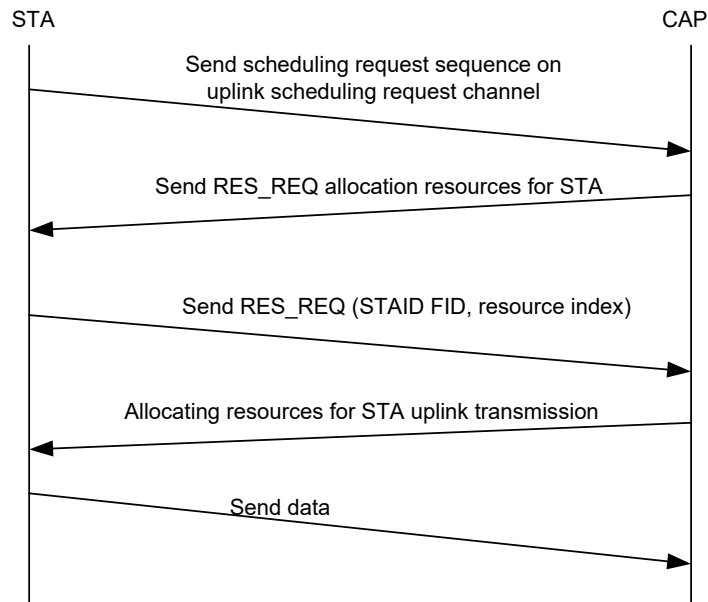 STA
CAP
Send scheduling request sequence on
uplink scheduling request channel
Send RES_REQ allocation resources for STA
Send RES_REQ (STAID FID, resource index)
Allocating resources for STA uplink transmission
Send data